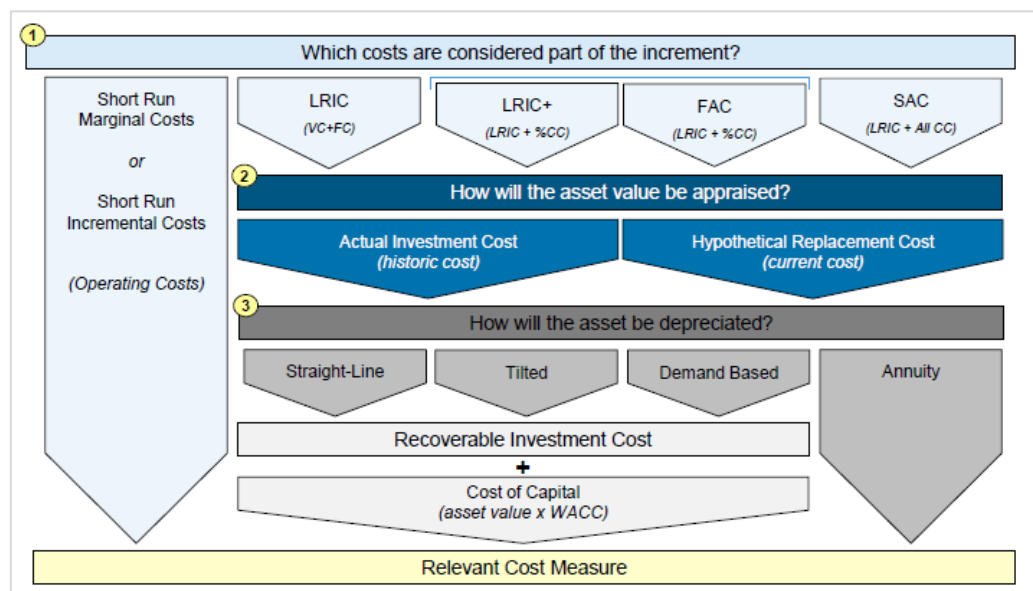 1
Which costs are considered part of the increment?
Short Run
Marginal Costs
or
Short Run
Incremental Costs
(Operating Costs)
LRIC
(VC+FC)
LRIC+
(LRIC + %CC)
FAC
(LRIC + %CC)
SAC
(LRIC + All CC)
2
How will the asset value be appraised?
Actual Investment Cost
(historic cost)
Hypothetical Replacement Cost
(current cost)
3
How will the asset be depreciated?
Straight-Line
Tilted
Demand Based
Annuity
Recoverable Investment Cost
+
Cost of Capital
(asset value x WACC)
Relevant Cost Measure